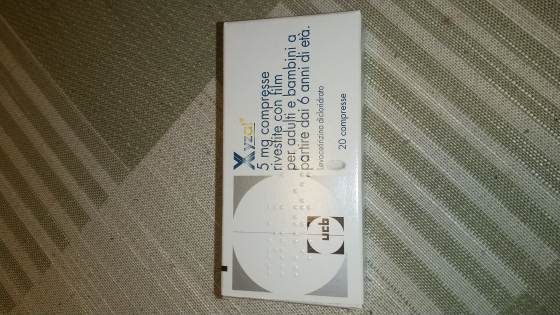 Xyzal®
5 mg compresse
rivestite con film
per adulti e bambini a
partire dai 6 anni di età.
Levocetirizina dicloridrato
20 compresse
ucb